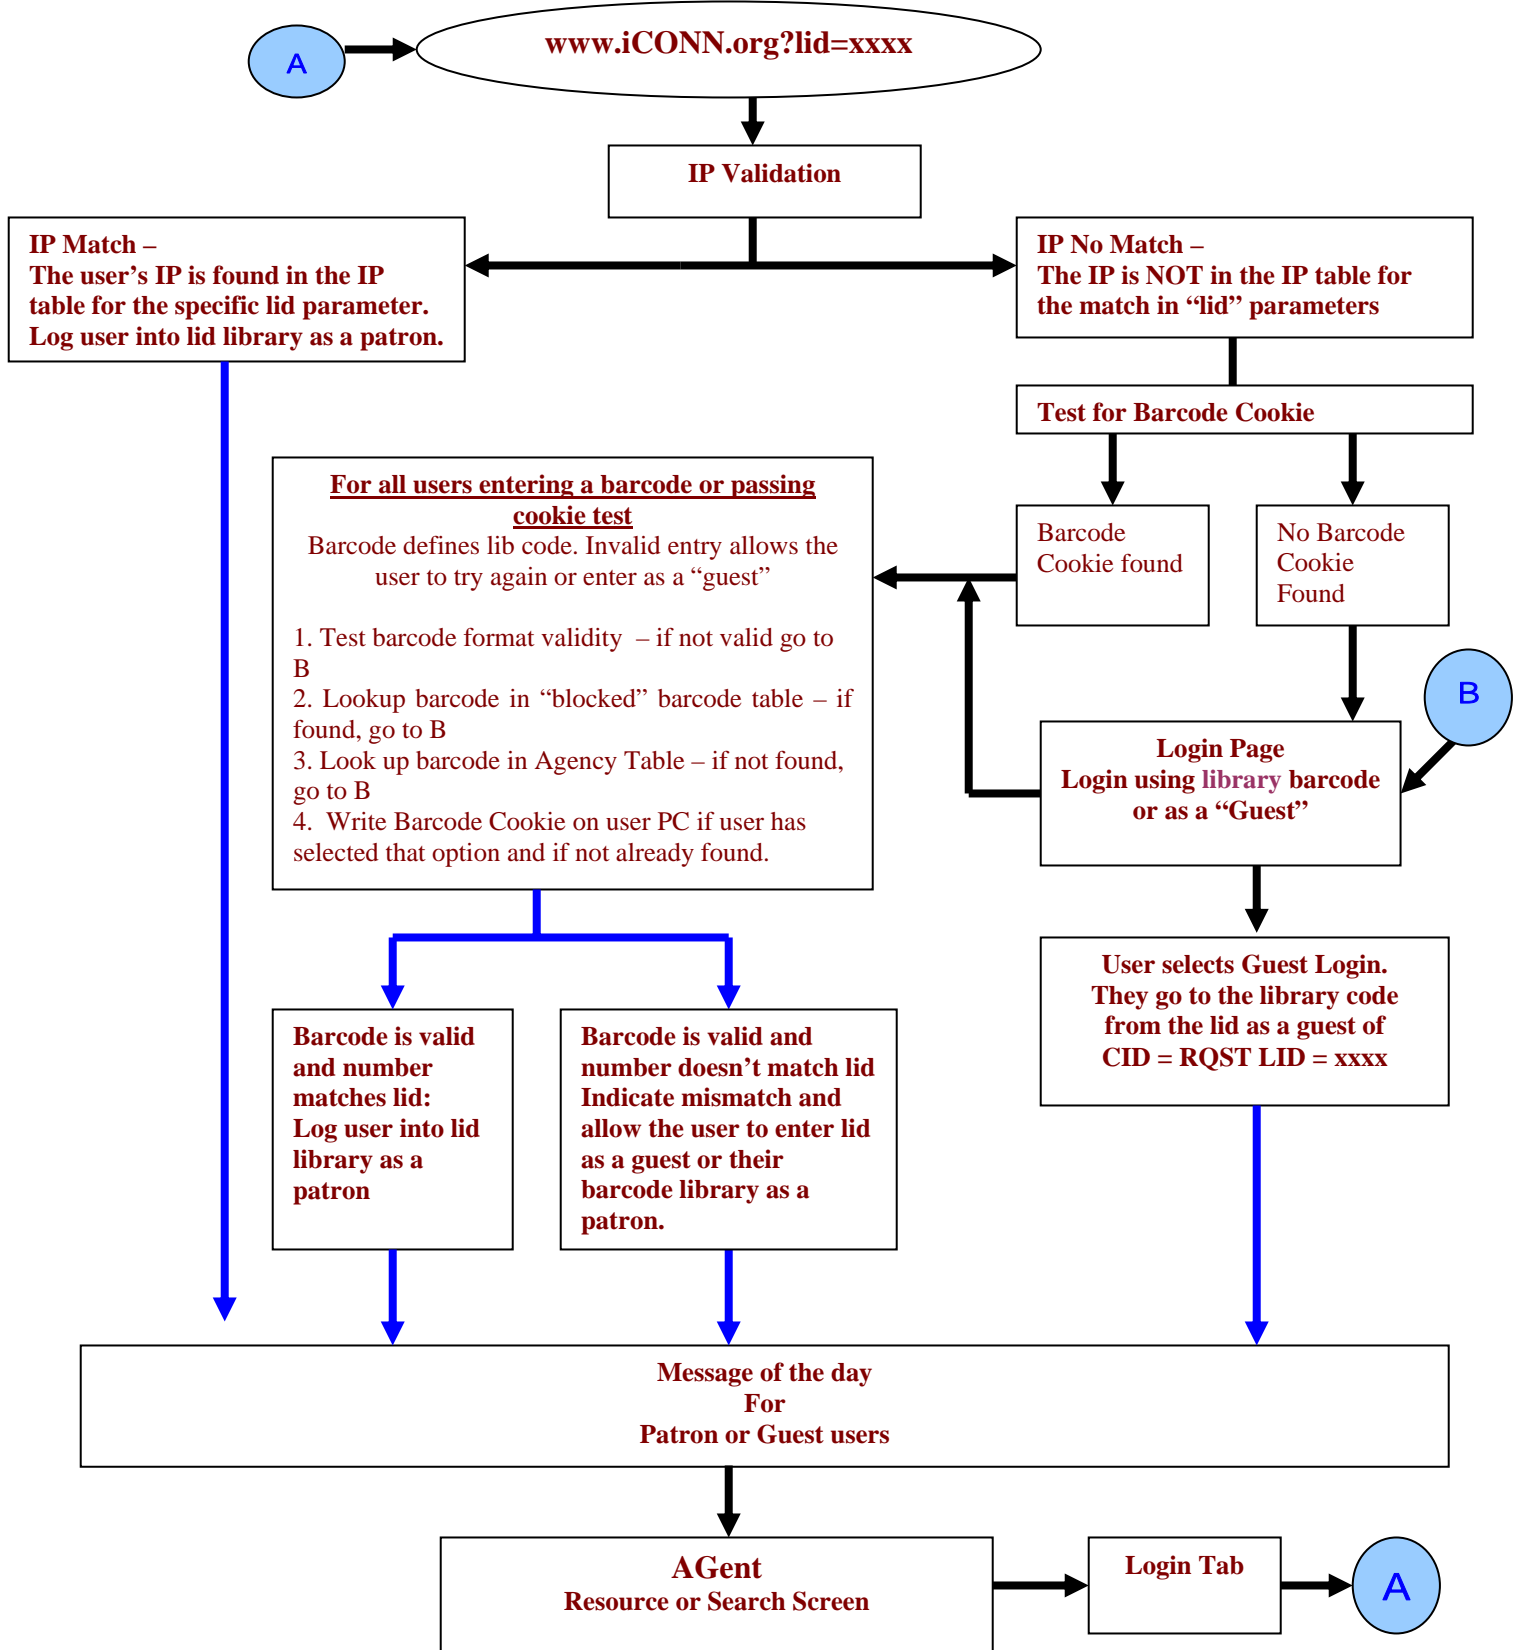 A
www.iCONN.org?lid=xxxx
IP Validation
IP Match –
The user’s IP is found in the IP
table for the specific lid parameter.
Log user into lid library as a patron.
IP No Match –
The IP is NOT in the IP table for
the match in “lid” parameters
Test for Barcode Cookie
For all users entering a barcode or passing
cookie test
Barcode defines lib code. Invalid entry allows the
user to try again or enter as a “guest”
1. Test barcode format validity – if not valid go to
B
2. Lookup barcode in “blocked” barcode table – if
found, go to B
3. Look up barcode in Agency Table – if not found,
go to B
4. Write Barcode Cookie on user PC if user has
selected that option and if not already found.
Barcode
Cookie found
No Barcode
Cookie
Found
B
Login Page
Login using library barcode
or as a “Guest”
User selects Guest Login.
They go to the library code
from the lid as a guest of
CID = RQST LID = xxxx
Barcode is valid
and number
matches lid:
Log user into lid
library as a
patron
Barcode is valid and
number doesn’t match lid
Indicate mismatch and
allow the user to enter lid
as a guest or their
barcode library as a
patron.
Message of the day
For
Patron or Guest users
AGent
Resource or Search Screen
Login Tab
A